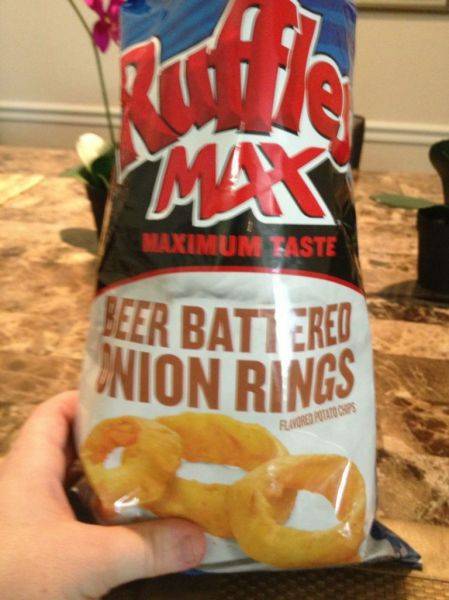 Ruffles
MAX
MAXIMUM TASTE
BEER BATTERED
ONION RINGS
FLAVORED POTATO CHIPS